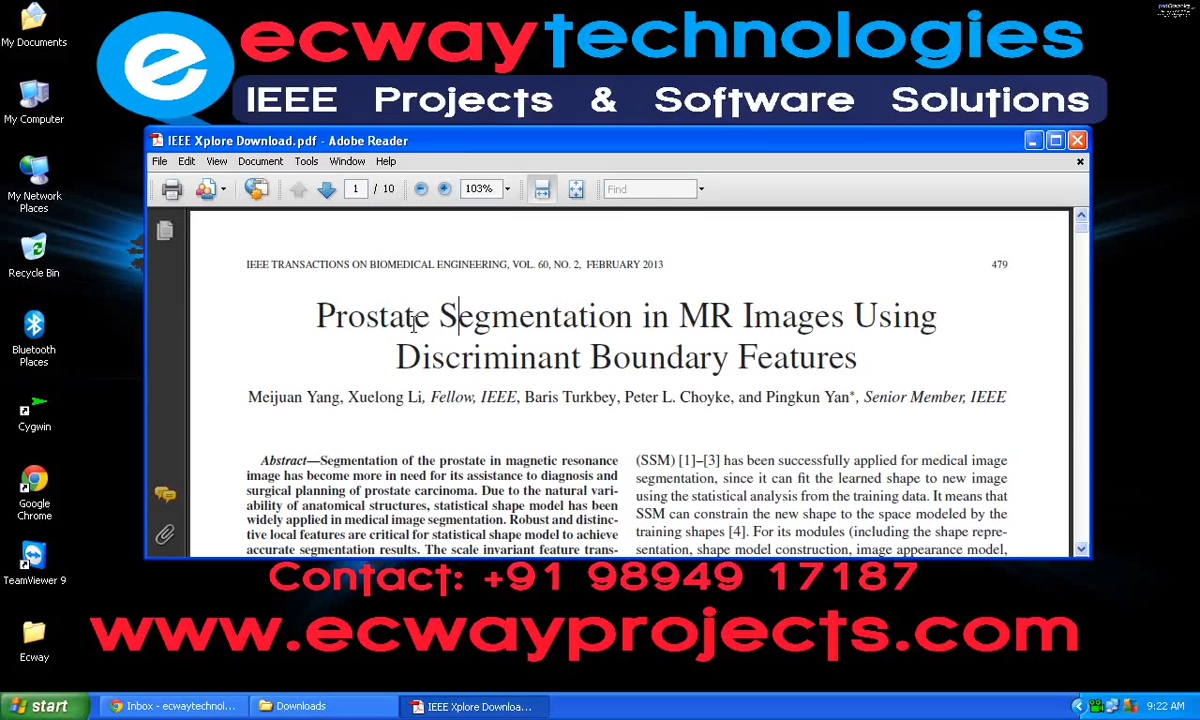 My Documents
My Computer
My Network
Places
Recycle Bin
Bluetooth
Places
Cygwin
Google
Chrome
TeamViewer 9
Ecway
e ecwaytechnologies
IEEE Projects & Software Solutions
IEEE Xplore Download.pdf - Adobe Reader
File Edit View Document Tools Window Help
1 / 10 103% Find
IEEE TRANSACTIONS ON BIOMEDICAL ENGINEERING, VOL. 60, NO. 2, FEBRUARY 2013 479
Prostate Segmentation in MR Images Using
Discriminant Boundary Features
Meijuan Yang, Xuelong Li, Fellow, IEEE, Baris Turkbey, Peter L. Choyke, and Pingkun Yan*, Senior Member, IEEE
Abstract—Segmentation of the prostate in magnetic resonance
image has become more in need for its assistance to diagnosis and
surgical planning of prostate carcinoma. Due to the natural vari-
ability of anatomical structures, statistical shape model has been
widely applied in medical image segmentation. Robust and distinc-
tive local features are critical for statistical shape model to achieve
accurate segmentation results. The scale invariant feature trans-
(SSM) [1]–[3] has been successfully applied for medical image
segmentation, since it can fit the learned shape to new image
using the statistical analysis from the training data. It means that
SSM can constrain the new shape to the space modeled by the
training shapes [4]. For its modules (including the shape repre-
sentation, shape model construction, image appearance model,
Contact: +91 98949 17187
www.ecwayprojects.com
start Inbox - ecwaytechnol... Downloads IEEE Xplore Downloa... 9:22 AM